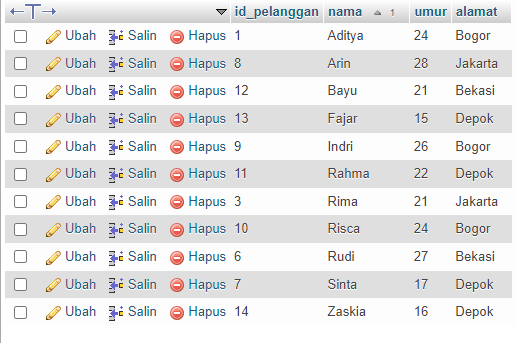 id_pelanggan nama 1 umur alamat
Ubah Salin Hapus 1 Aditya 24 Bogor
Ubah Salin Hapus 8 Arin 28 Jakarta
Ubah Salin Hapus 12 Bayu 21 Bekasi
Ubah Salin Hapus 13 Fajar 15 Depok
Ubah Salin Hapus 9 Indri 26 Bogor
Ubah Salin Hapus 11 Rahma 22 Depok
Ubah Salin Hapus 3 Rima 21 Jakarta
Ubah Salin Hapus 10 Risca 24 Bogor
Ubah Salin Hapus 6 Rudi 27 Bekasi
Ubah Salin Hapus 7 Sinta 17 Depok
Ubah Salin Hapus 14 Zaskia 16 Depok